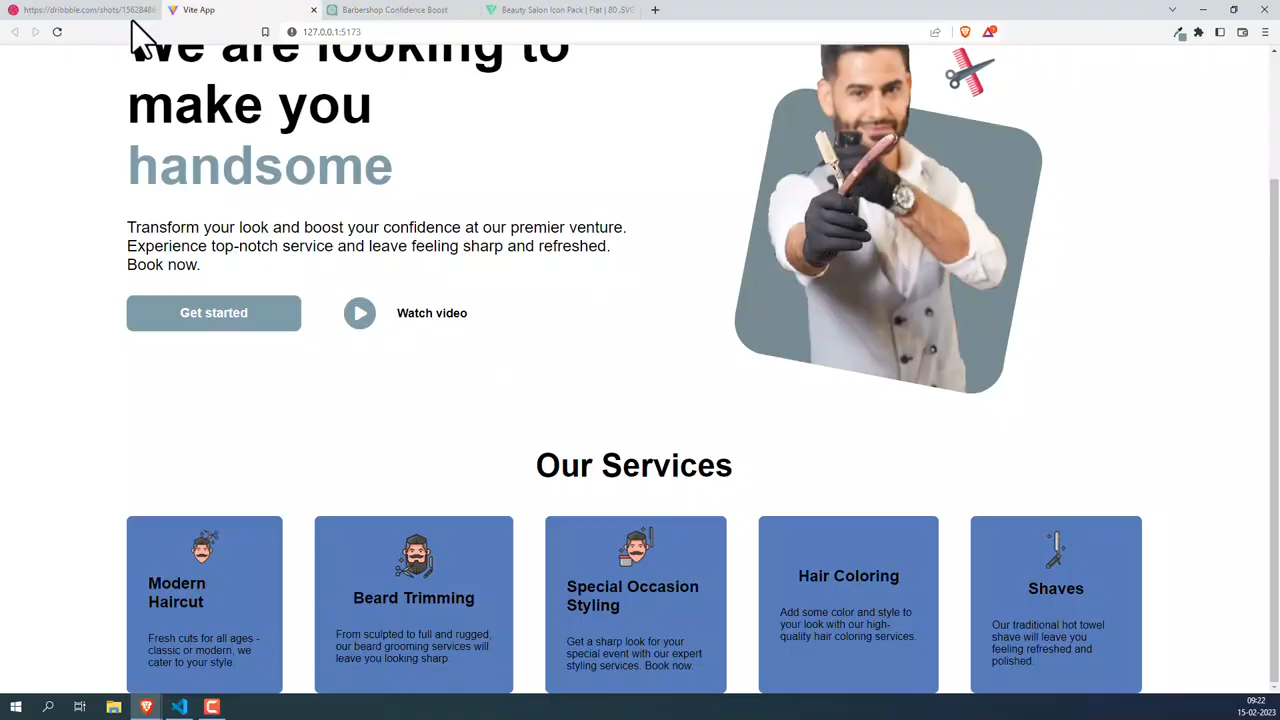 https://dribbble.com/shots/15628486
Vite App
Barbershop Confidence Boost
Beauty Salon Icon Pack | Flat | 80 .SVG
127.0.0.1:5173
We are looking to
make you
handsome
Transform your look and boost your confidence at our premier venture.
Experience top-notch service and leave feeling sharp and refreshed.
Book now.
Get started
Watch video
Our Services
Modern
Haircut
Fresh cuts for all ages -
classic or modern, we
cater to your style.
Beard Trimming
From sculpted to full and rugged,
our beard grooming services will
leave you looking sharp.
Special Occasion
Styling
Get a sharp look for your
special event with our expert
styling services. Book now.
Hair Coloring
Add some color and style to
your look with our high-
quality hair coloring services.
Shaves
Our traditional hot towel
shave will leave you
feeling refreshed and
polished.
09:22
15-02-2023